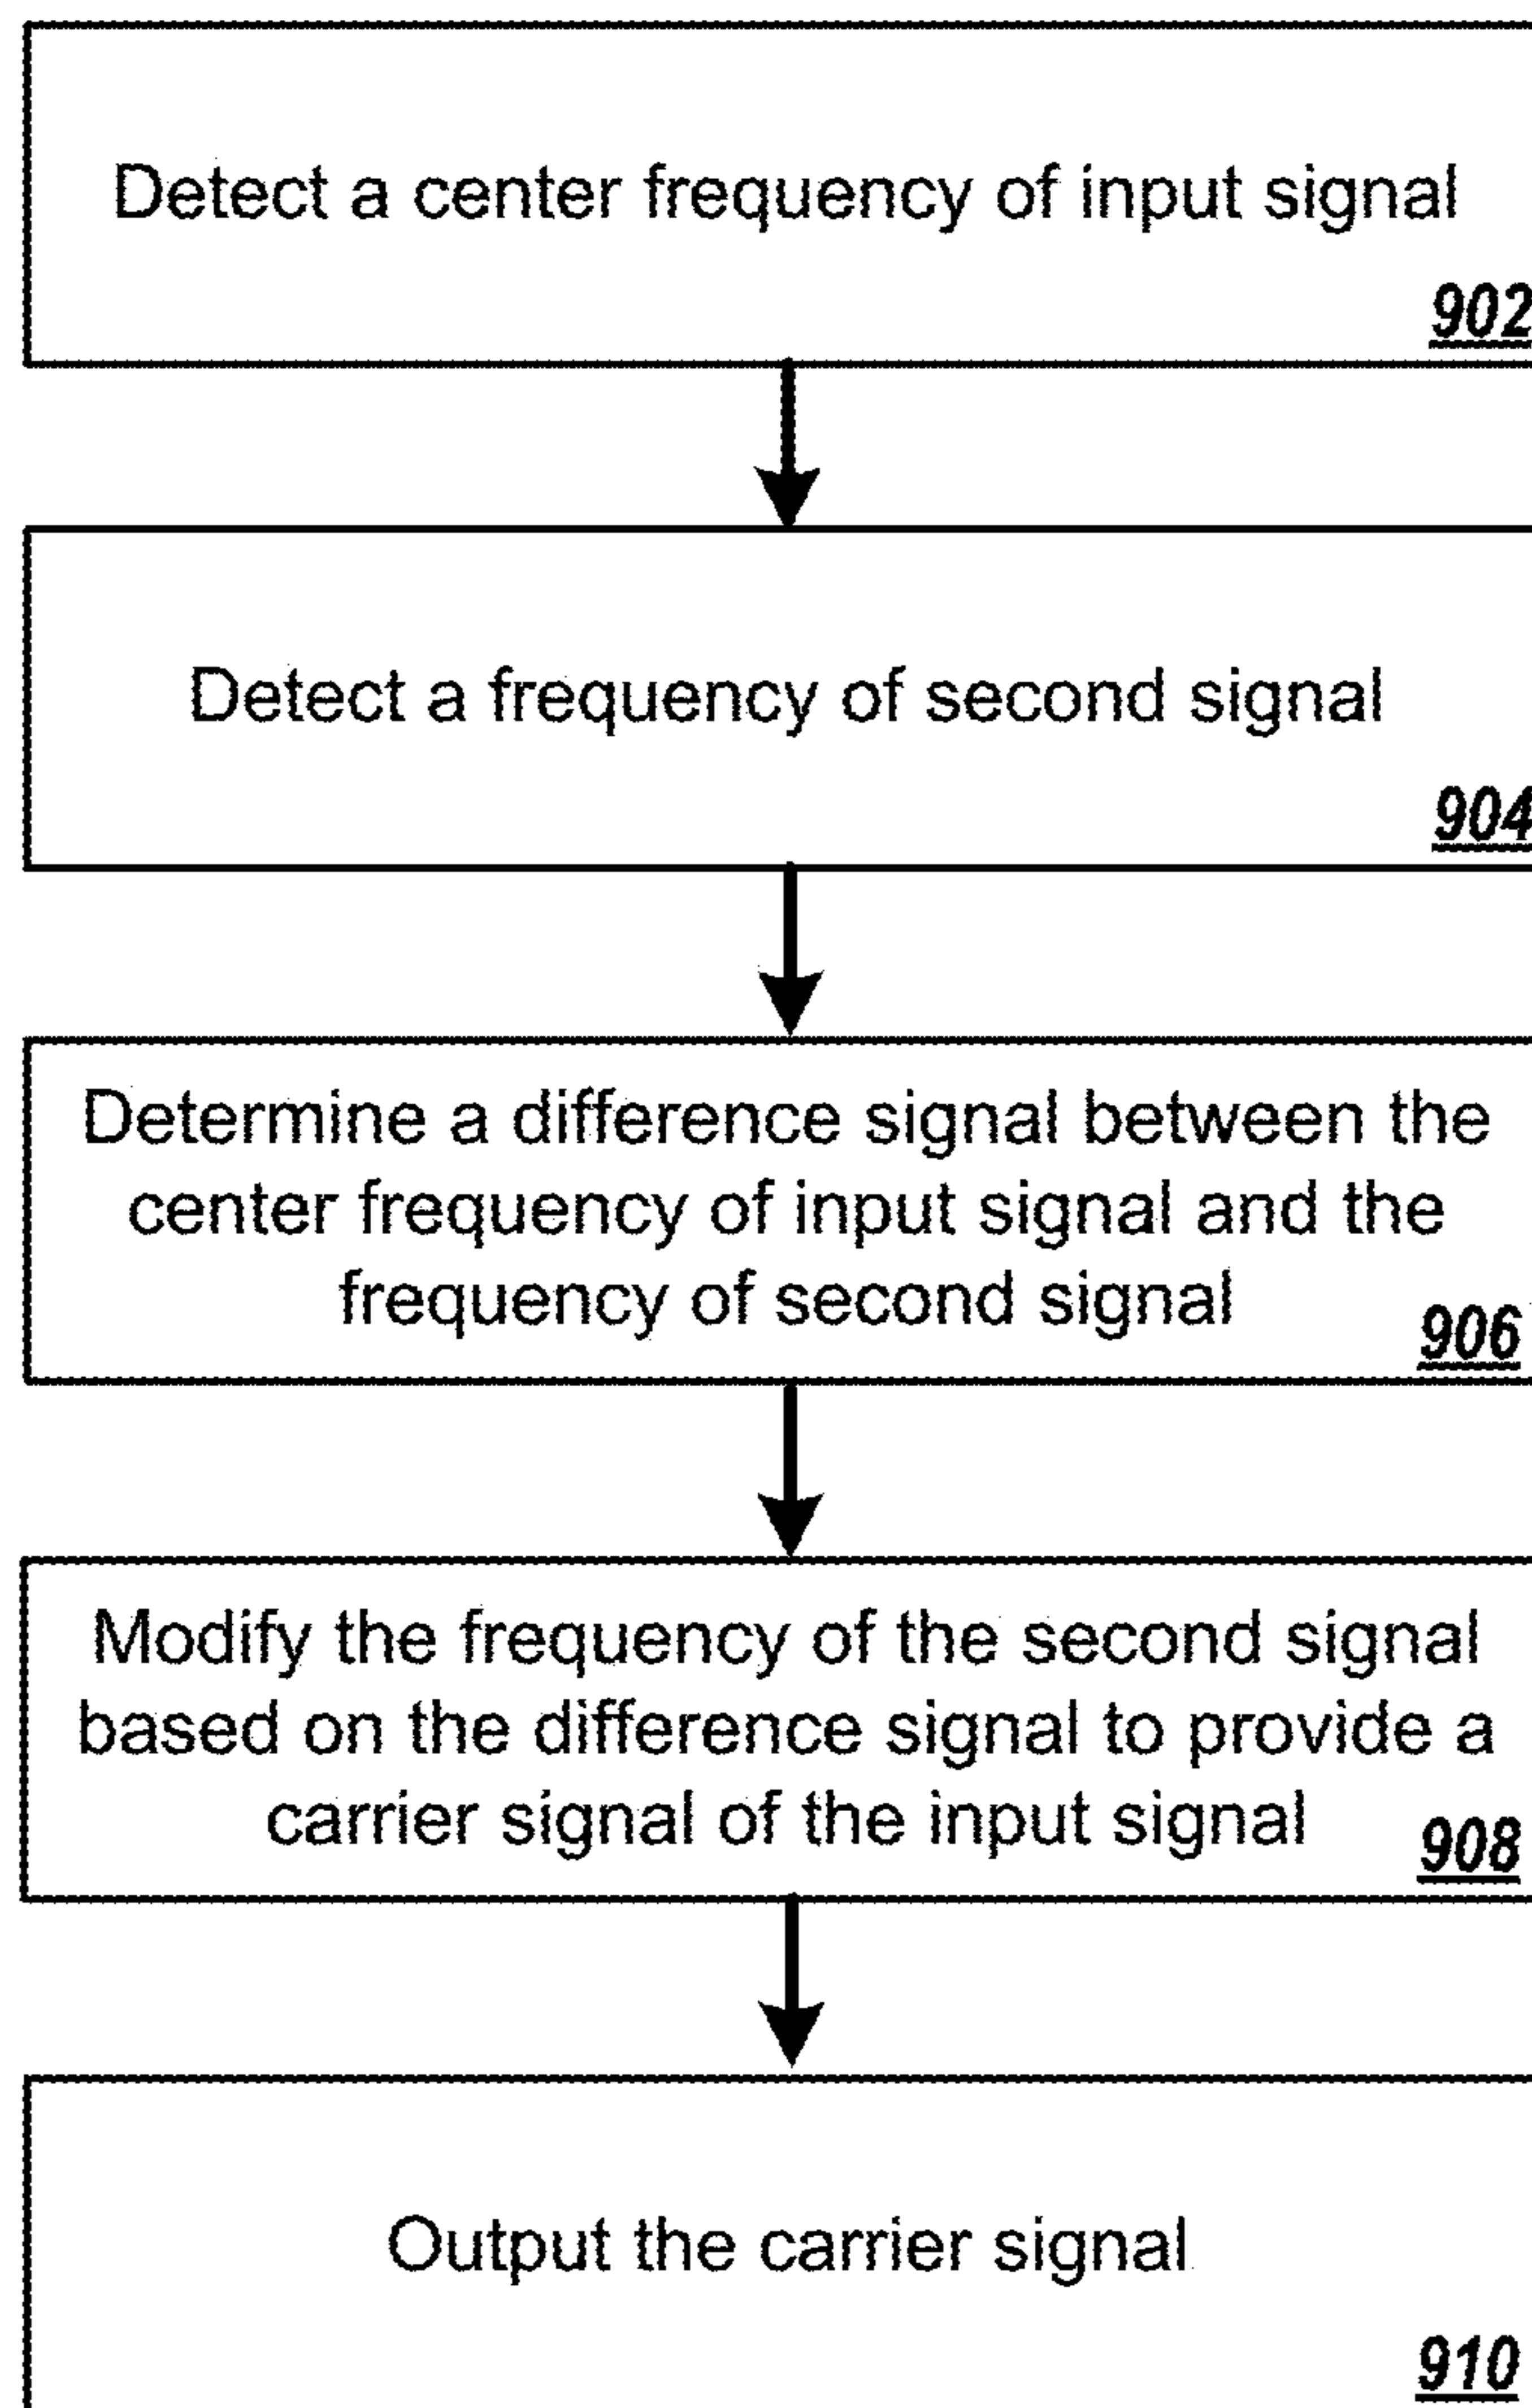 Detect a center frequency of input signal
902
Detect a frequency of second signal
904
Determine a difference signal between the
center frequency of input signal and the
frequency of second signal
906
Modify the frequency of the second signal
based on the difference signal to provide a
carrier signal of the input signal
908
Output the carrier signal
910